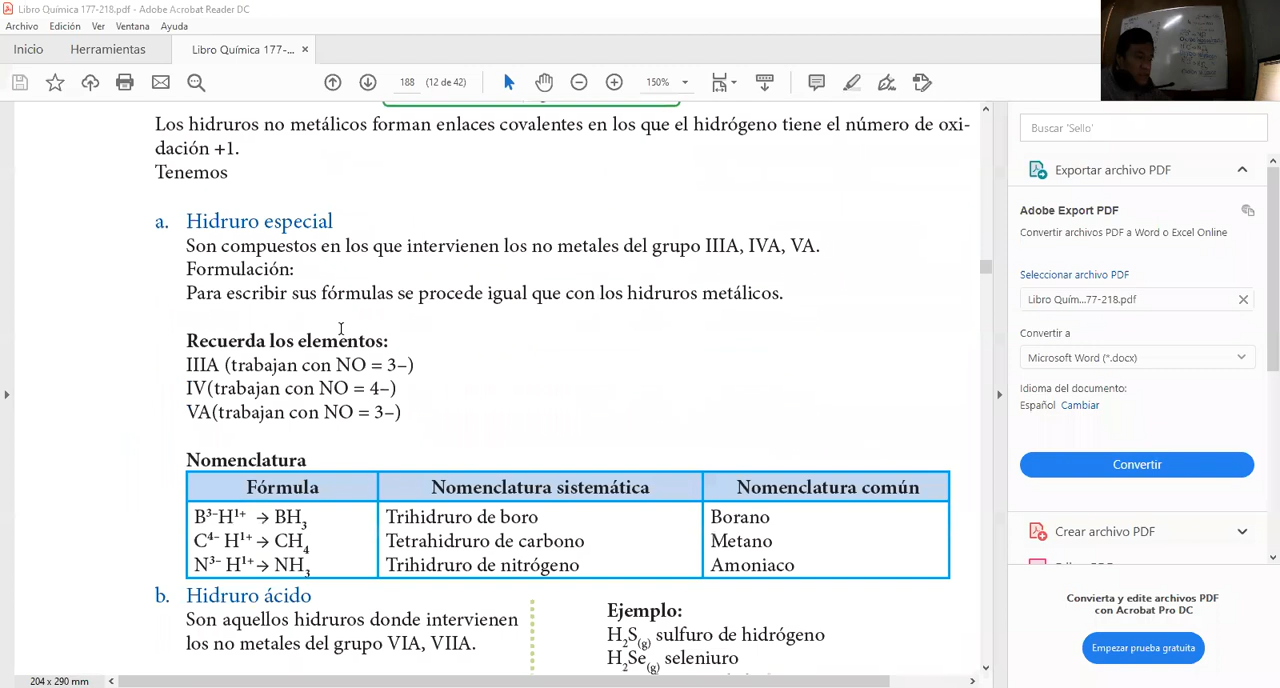 Libro Química 177-218.pdf - Adobe Acrobat Reader DC
Archivo Edición Ver Ventana Ayuda
Inicio Herramientas Libro Química 177-... ×
188 (12 de 42) 150%
Los hidruros no metálicos forman enlaces covalentes en los que el hidrógeno tiene el número de oxi-
dación +1.
Tenemos
a. Hidruro especial
Son compuestos en los que intervienen los no metales del grupo IIIA, IVA, VA.
Formulación:
Para escribir sus fórmulas se procede igual que con los hidruros metálicos.
Recuerda los elementos:
IIIA (trabajan con NO = 3–)
IV(trabajan con NO = 4–)
VA(trabajan con NO = 3–)
Nomenclatura
Fórmula Nomenclatura sistemática Nomenclatura común
B³⁻H¹⁺ → BH₃ Trihidruro de boro Borano
C⁴⁻ H¹⁺ → CH₄ Tetrahidruro de carbono Metano
N³⁻ H¹⁺ → NH₃ Trihidruro de nitrógeno Amoniaco
b. Hidruro ácido
Son aquellos hidruros donde intervienen
los no metales del grupo VIA, VIIA.
Ejemplo:
H₂S(g) sulfuro de hidrógeno
H₂Se(g) seleniuro
204 x 290 mm
Buscar 'Sello'
Exportar archivo PDF
Adobe Export PDF
Convertir archivos PDF a Word o Excel Online
Seleccionar archivo PDF
Libro Quím...77-218.pdf
Convertir a
Microsoft Word (*.docx)
Idioma del documento:
Español Cambiar
Convertir
Crear archivo PDF
Convierta y edite archivos PDF
con Acrobat Pro DC
Empezar prueba gratuita